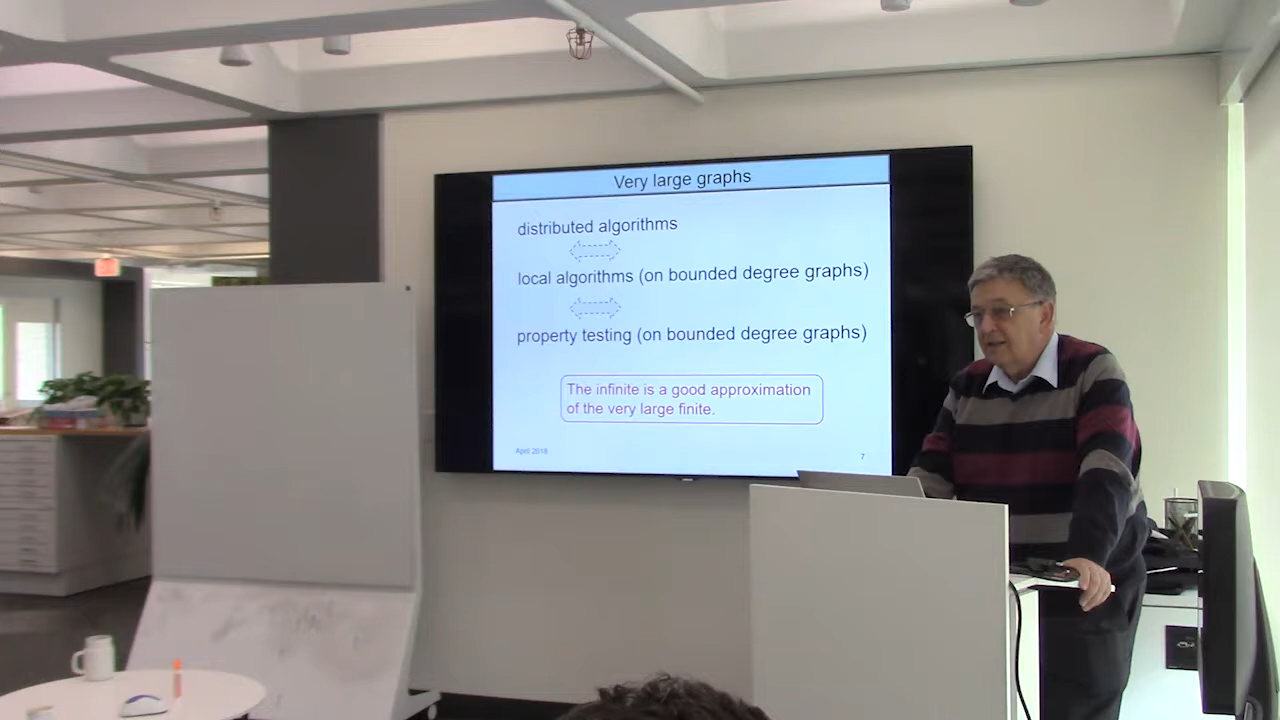 Very large graphs
distributed algorithms
local algorithms (on bounded degree graphs)
property testing (on bounded degree graphs)
The infinite is a good approximation
of the very large finite.
April 2018
7